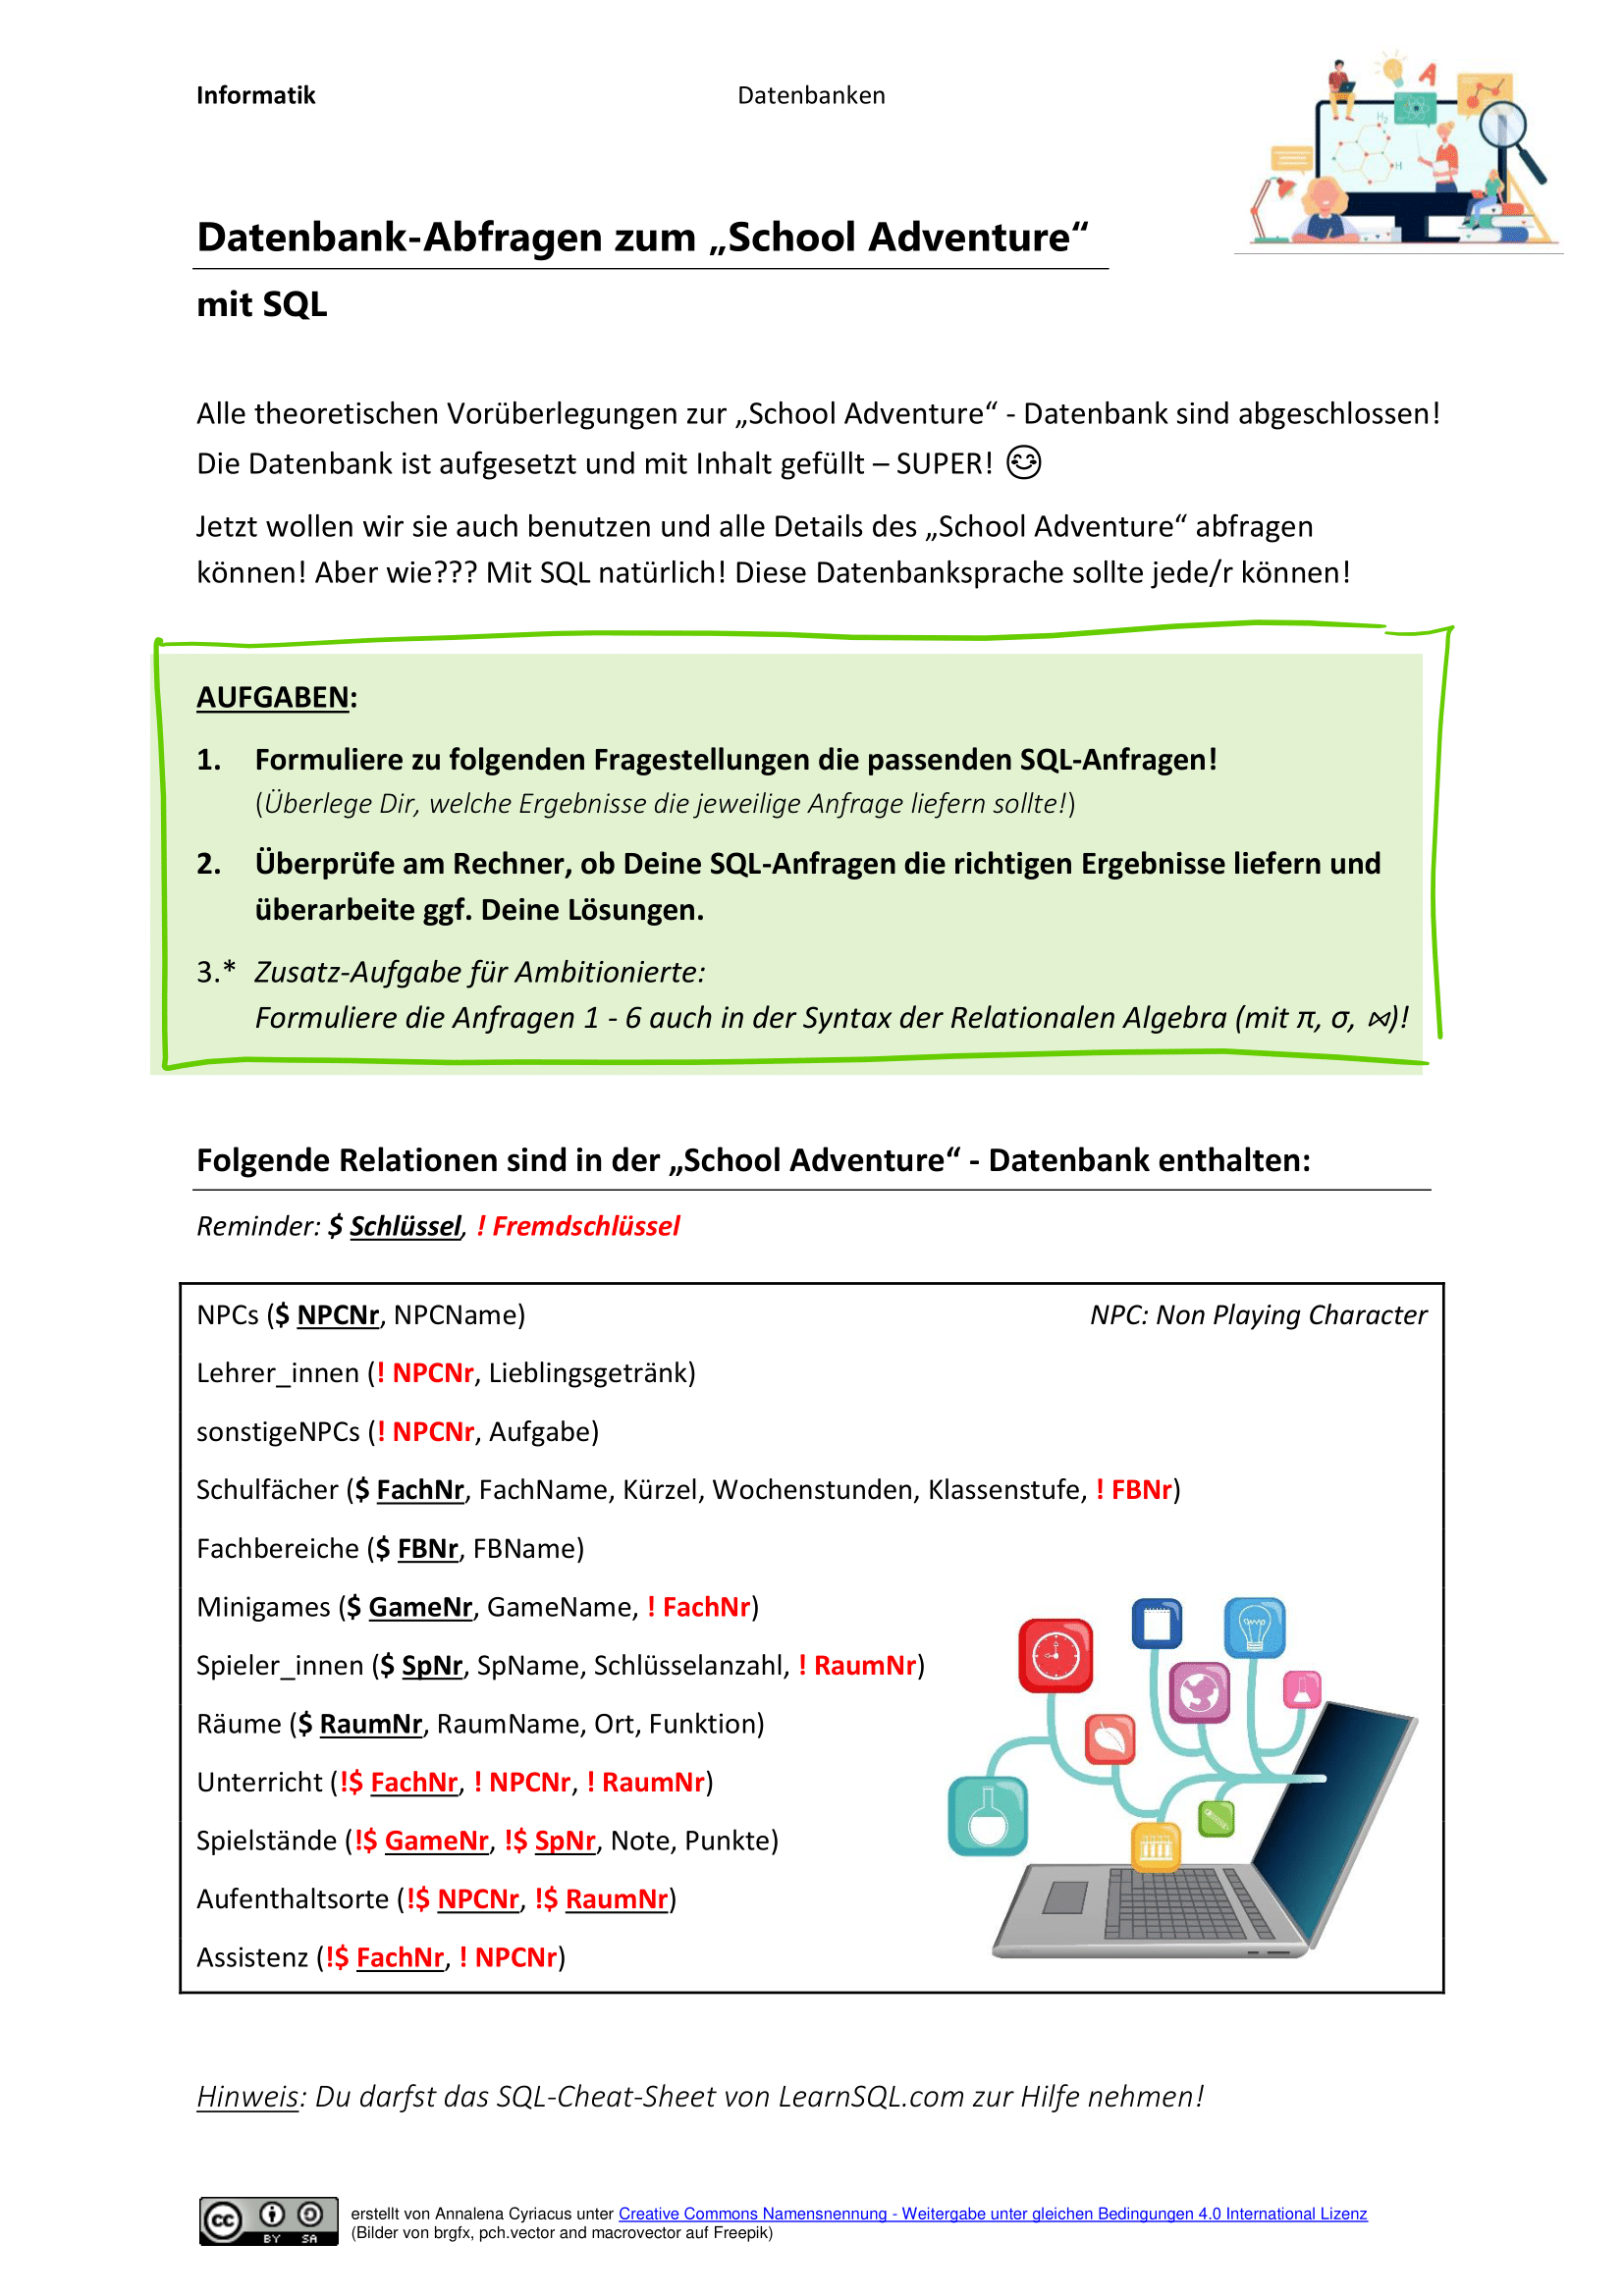 Informatik
Datenbanken
Datenbank-Abfragen zum „School Adventure“
mit SQL
Alle theoretischen Vorüberlegungen zur „School Adventure“ - Datenbank sind abgeschlossen!
Die Datenbank ist aufgesetzt und mit Inhalt gefüllt – SUPER! 😊
Jetzt wollen wir sie auch benutzen und alle Details des „School Adventure“ abfragen
können! Aber wie??? Mit SQL natürlich! Diese Datenbanksprache sollte jede/r können!
AUFGABEN:
1. Formuliere zu folgenden Fragestellungen die passenden SQL-Anfragen!
(Überlege Dir, welche Ergebnisse die jeweilige Anfrage liefern sollte!)
2. Überprüfe am Rechner, ob Deine SQL-Anfragen die richtigen Ergebnisse liefern und
überarbeite ggf. Deine Lösungen.
3.* Zusatz-Aufgabe für Ambitionierte:
Formuliere die Anfragen 1 - 6 auch in der Syntax der Relationalen Algebra (mit π, σ, ⋈)!
Folgende Relationen sind in der „School Adventure“ - Datenbank enthalten:
Reminder: $ Schlüssel, ! Fremdschlüssel
NPCs ($ NPCNr, NPCName)
NPC: Non Playing Character
Lehrer_innen (! NPCNr, Lieblingsgetränk)
sonstigeNPCs (! NPCNr, Aufgabe)
Schulfächer ($ FachNr, FachName, Kürzel, Wochenstunden, Klassenstufe, ! FBNr)
Fachbereiche ($ FBNr, FBName)
Minigames ($ GameNr, GameName, ! FachNr)
Spieler_innen ($ SpNr, SpName, Schlüsselanzahl, ! RaumNr)
Räume ($ RaumNr, RaumName, Ort, Funktion)
Unterricht (!$ FachNr, ! NPCNr, ! RaumNr)
Spielstände (!$ GameNr, !$ SpNr, Note, Punkte)
Aufenthaltsorte (!$ NPCNr, !$ RaumNr)
Assistenz (!$ FachNr, ! NPCNr)
Hinweis: Du darfst das SQL-Cheat-Sheet von LearnSQL.com zur Hilfe nehmen!
cc BY SA
erstellt von Annalena Cyriacus unter Creative Commons Namensnennung - Weitergabe unter gleichen Bedingungen 4.0 International Lizenz
(Bilder von brgfx, pch.vector and macrovector auf Freepik)